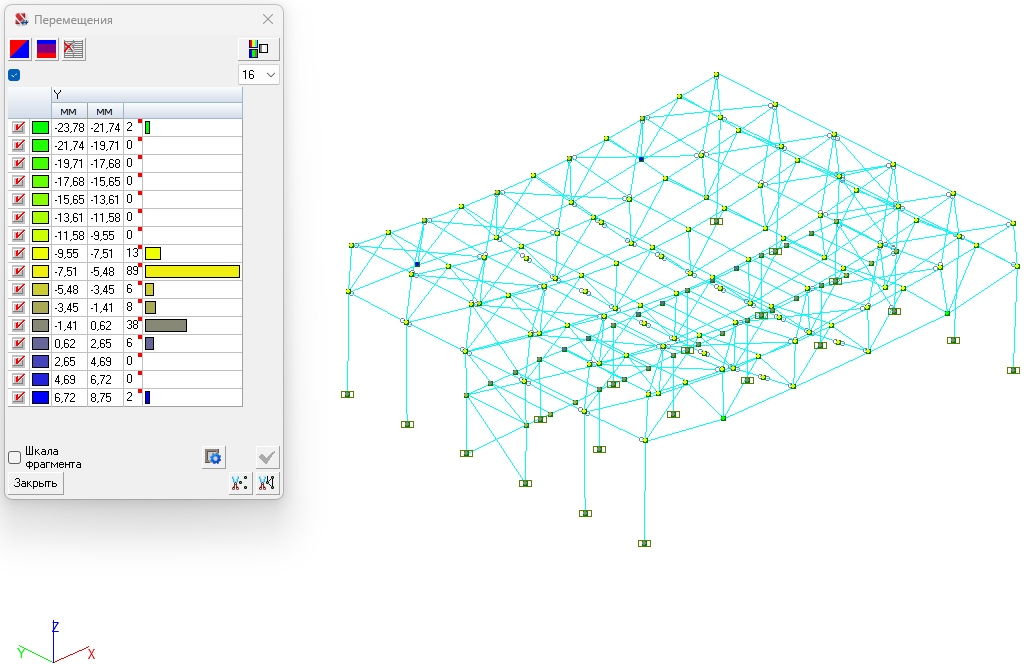 Перемещения
16
Y
мм мм
-23,78 -21,74 2
-21,74 -19,71 0
-19,71 -17,68 0
-17,68 -15,65 0
-15,65 -13,61 0
-13,61 -11,58 0
-11,58 -9,55 0
-9,55 -7,51 13
-7,51 -5,48 89
-5,48 -3,45 6
-3,45 -1,41 8
-1,41 0,62 38
0,62 2,65 6
2,65 4,69 0
4,69 6,72 0
6,72 8,75 2
Шкала
фрагмента
Закрыть
Z
Y
X